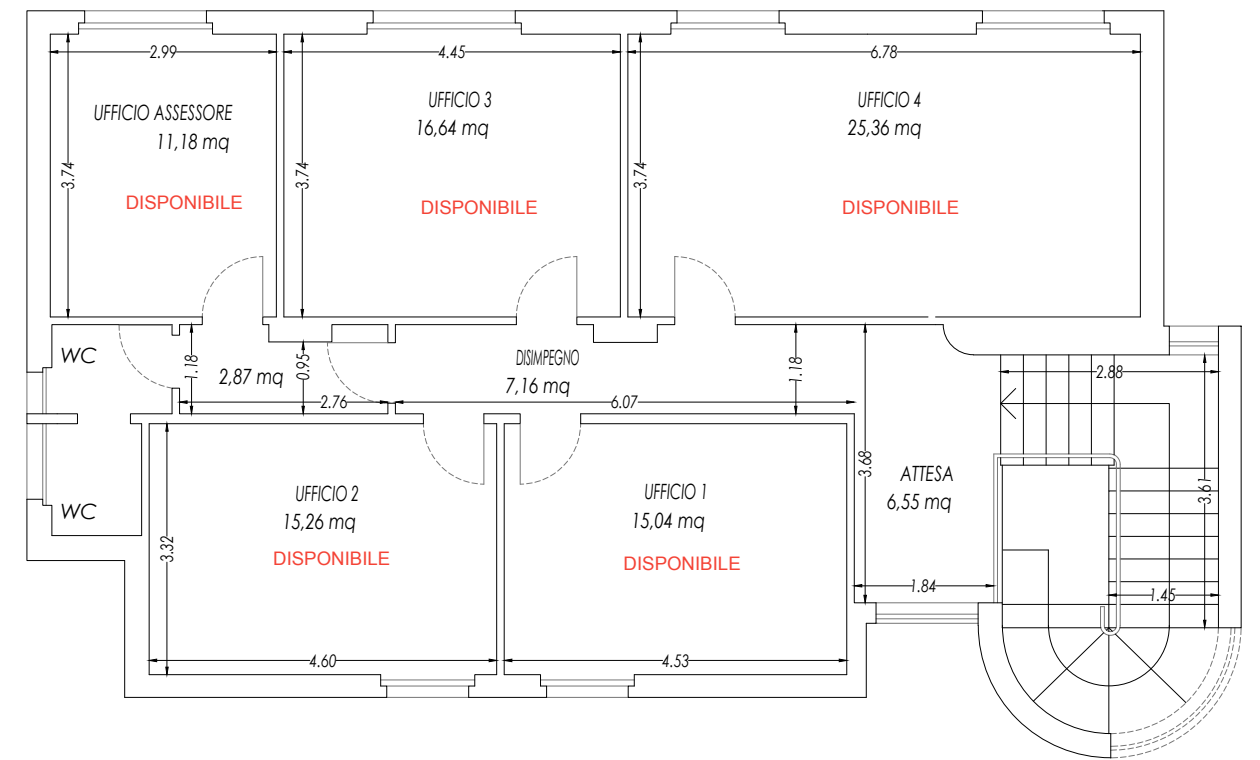 2.99
4.45
6.78
UFFICIO ASSESSORE
11,18 mq
UFFICIO 3
16,64 mq
UFFICIO 4
25,36 mq
3.74
3.74
3.74
DISPONIBILE
DISPONIBILE
DISPONIBILE
WC
1.18
2,87 mq
0.95
DISIMPEGNO
7,16 mq
1.18
2.88
2.76
6.07
3.68
ATTESA
6,55 mq
3.61
UFFICIO 2
15,26 mq
UFFICIO 1
15,04 mq
WC
3.32
DISPONIBILE
DISPONIBILE
1.84
1.45
4.60
4.53